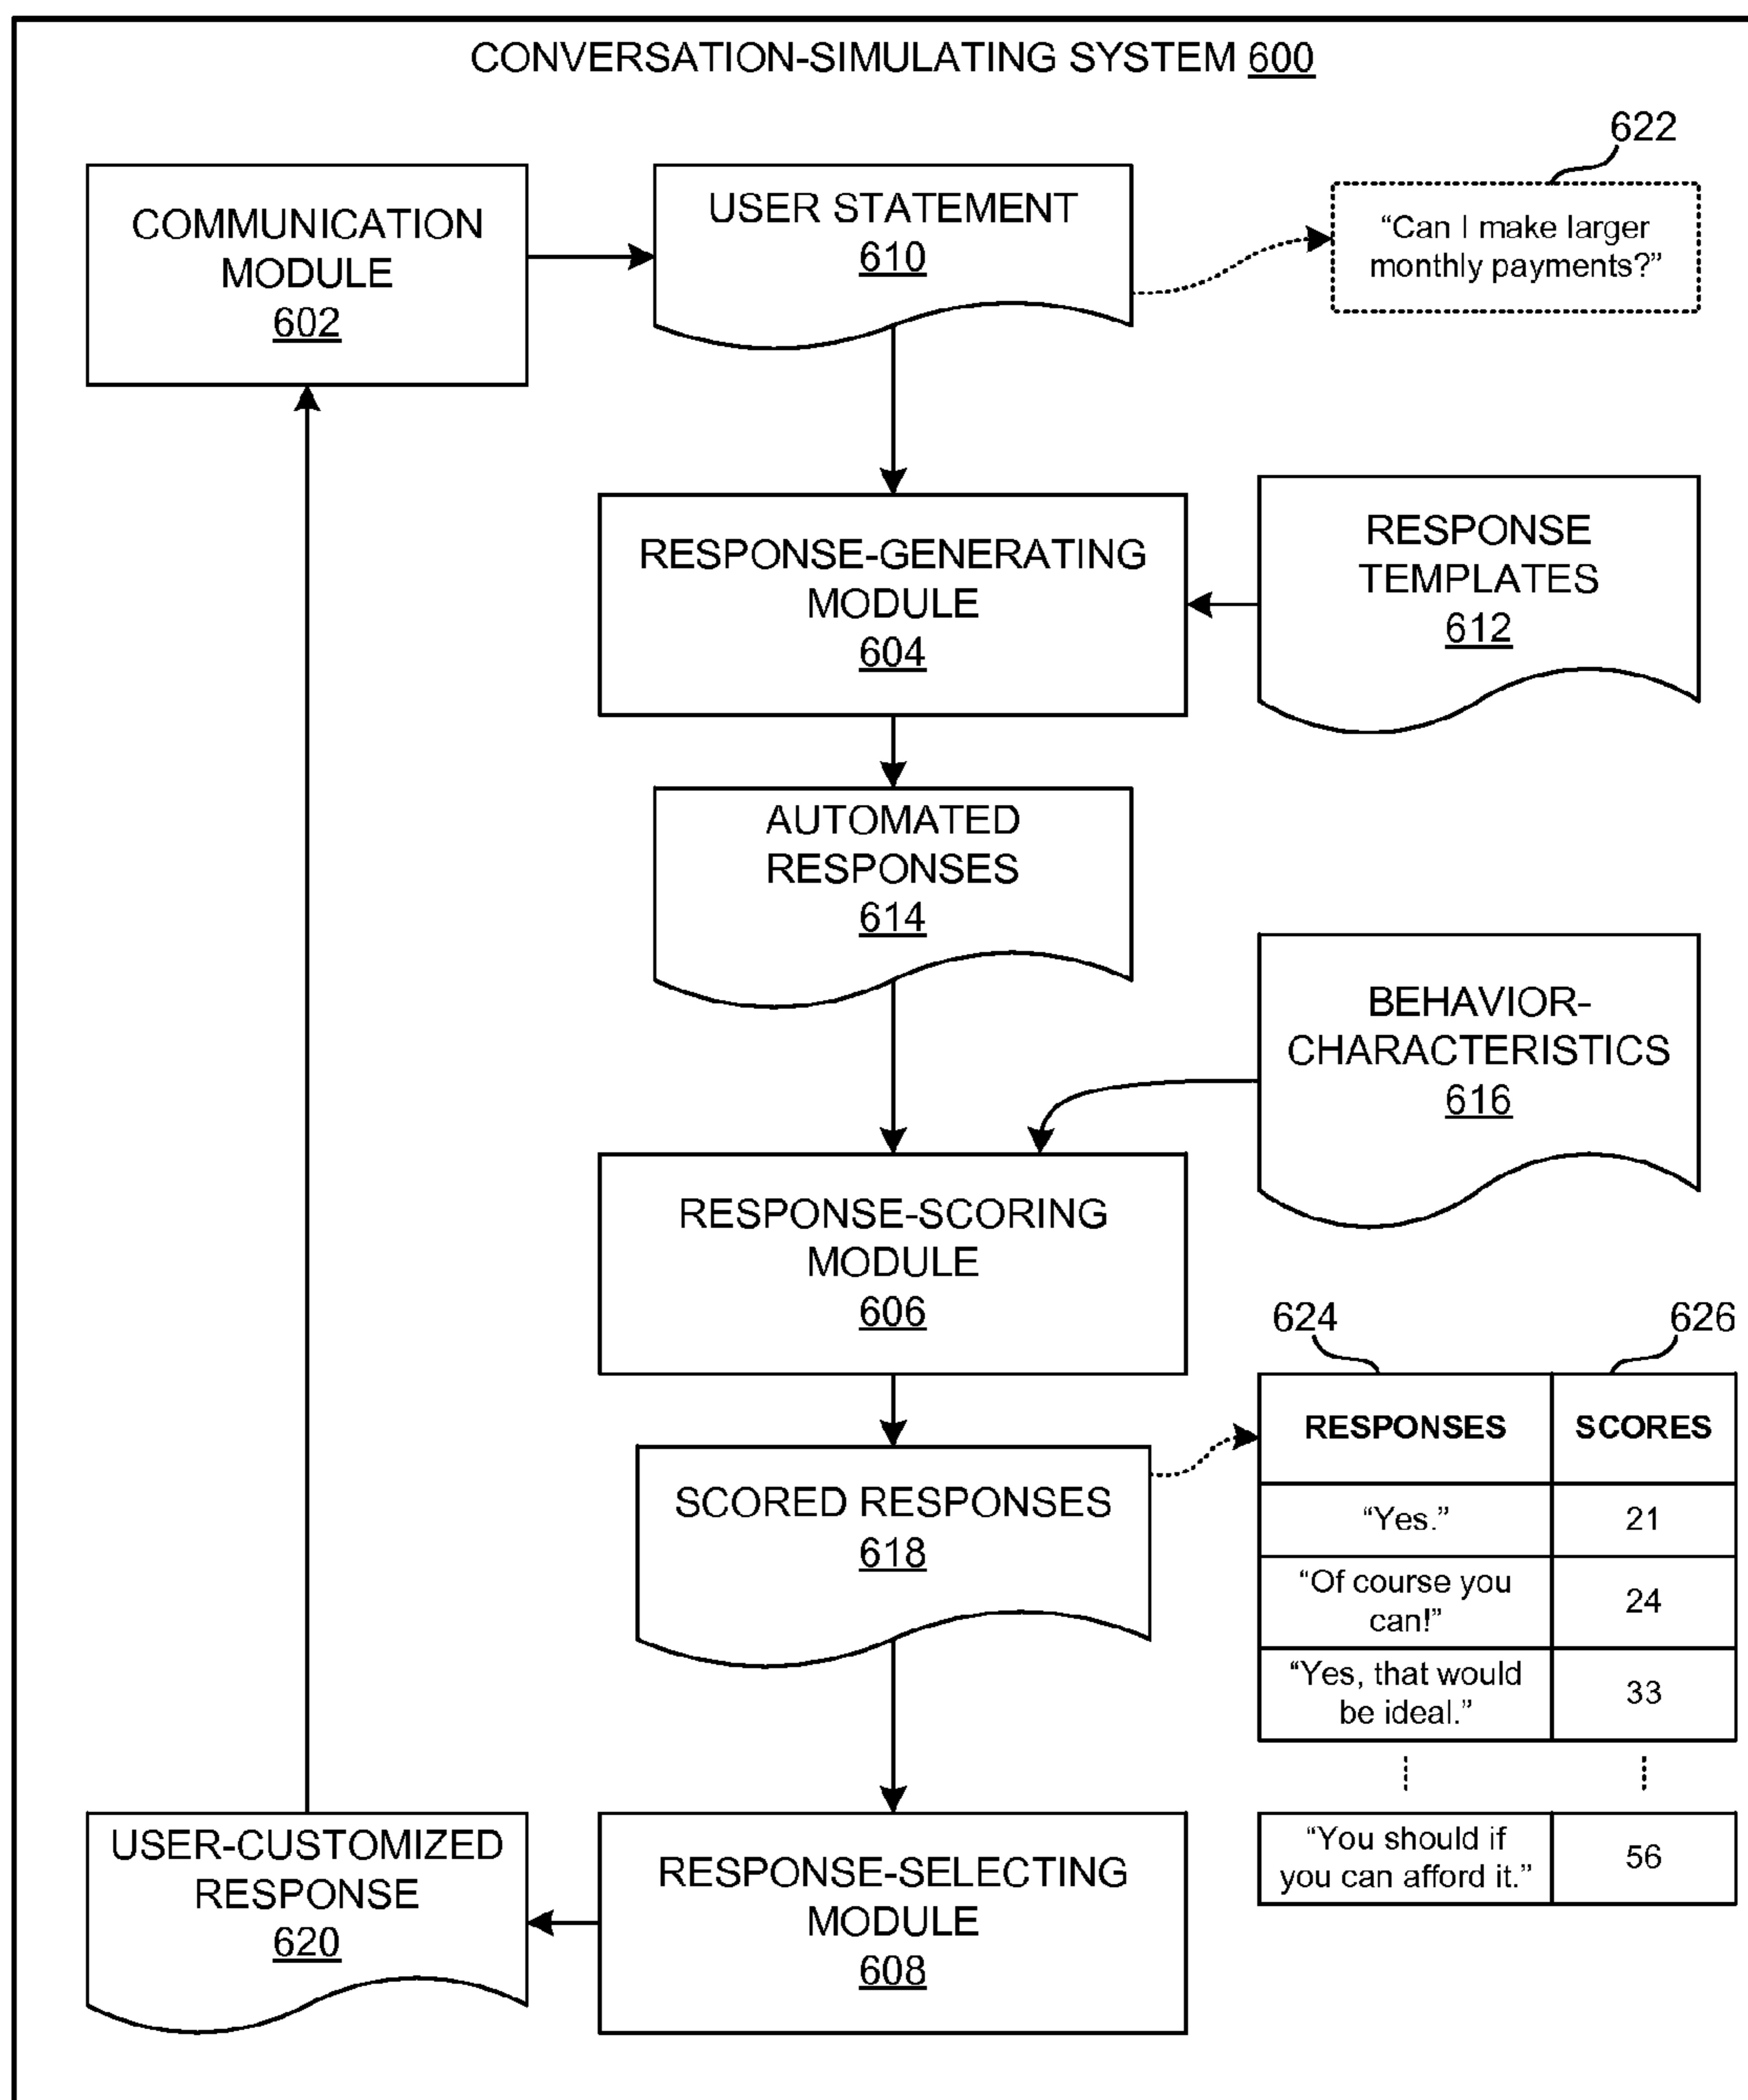 CONVERSATION-SIMULATING SYSTEM 600
622
COMMUNICATION
MODULE
602
USER STATEMENT
610
“Can I make larger
monthly payments?”
RESPONSE-GENERATING
MODULE
604
RESPONSE
TEMPLATES
612
AUTOMATED
RESPONSES
614
BEHAVIOR-
CHARACTERISTICS
616
RESPONSE-SCORING
MODULE
606
624
626
RESPONSES
SCORES
SCORED RESPONSES
618
“Yes.”
21
“Of course you
can!”
24
“Yes, that would
be ideal.”
33
“You should if
you can afford it.”
56
USER-CUSTOMIZED
RESPONSE
620
RESPONSE-SELECTING
MODULE
608